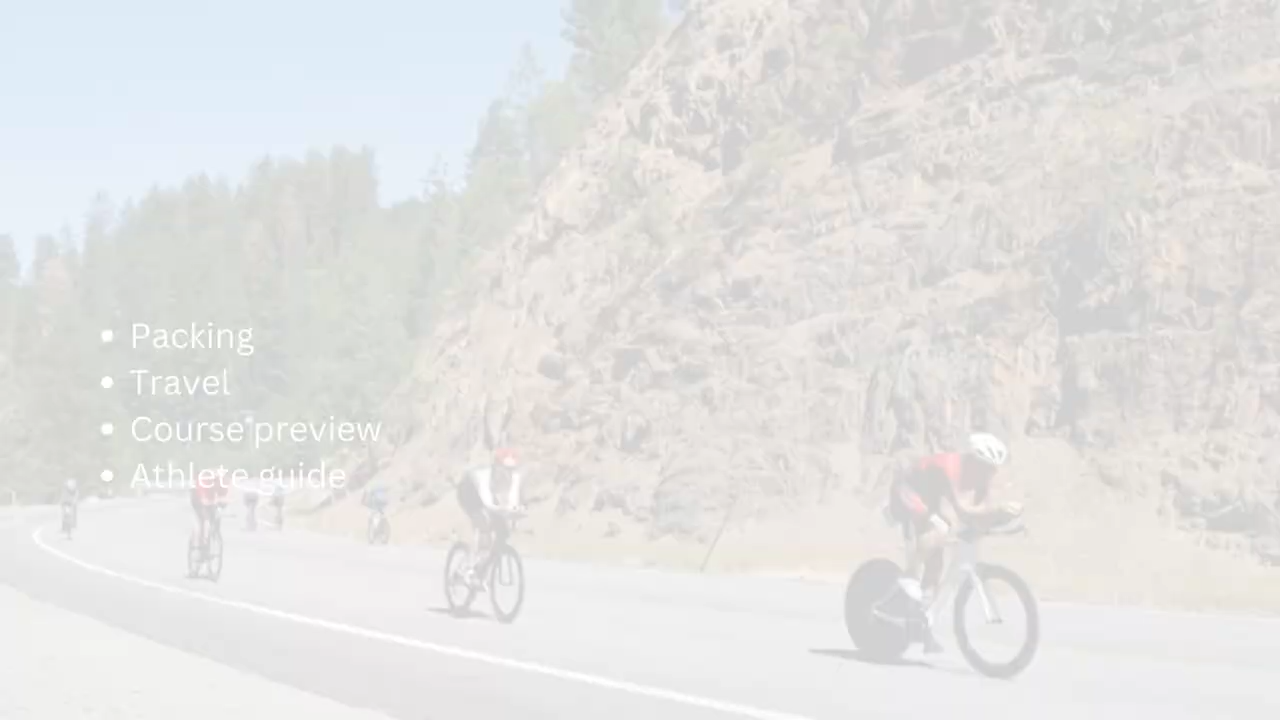 • Packing
• Travel
• Course preview
• Athlete guide